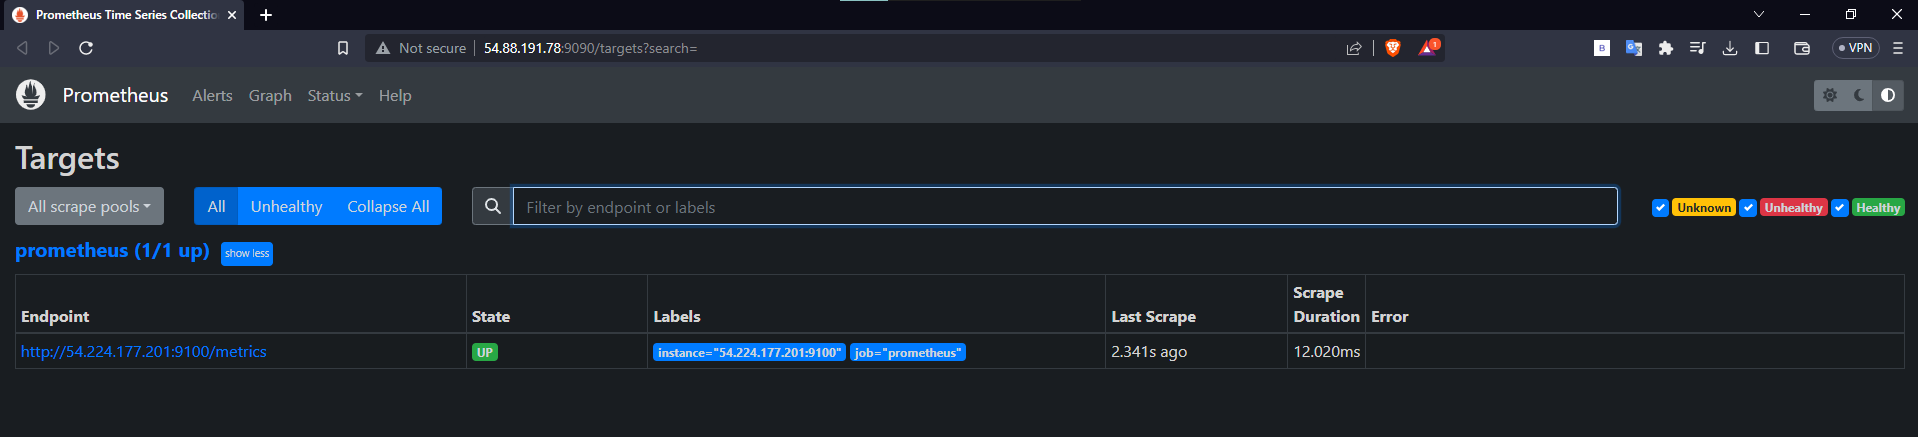 Prometheus Time Series Collectio
Not secure 54.88.191.78:9090/targets?search=
1
B
VPN
Prometheus Alerts Graph Status Help
Targets
All scrape pools All Unhealthy Collapse All Filter by endpoint or labels Unknown Unhealthy Healthy
prometheus (1/1 up) show less
Endpoint State Labels Last Scrape Scrape Duration Error
http://54.224.177.201:9100/metrics UP instance="54.224.177.201:9100" job="prometheus" 2.341s ago 12.020ms